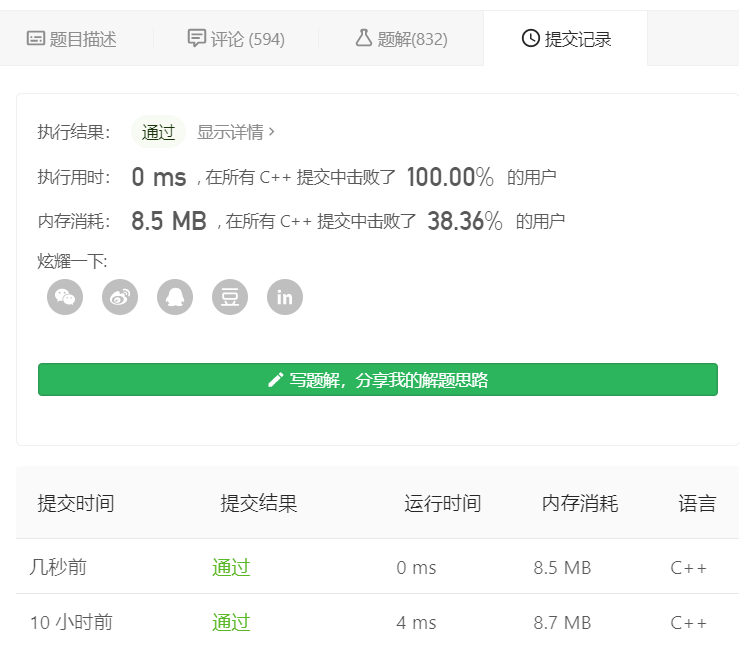 题目描述 评论 (594) 题解(832) 提交记录
执行结果： 通过 显示详情 >
执行用时： 0 ms , 在所有 C++ 提交中击败了 100.00% 的用户
内存消耗： 8.5 MB , 在所有 C++ 提交中击败了 38.36% 的用户
炫耀一下:
豆 in
写题解，分享我的解题思路
提交时间 提交结果 运行时间 内存消耗 语言
几秒前 通过 0 ms 8.5 MB C++
10 小时前 通过 4 ms 8.7 MB C++